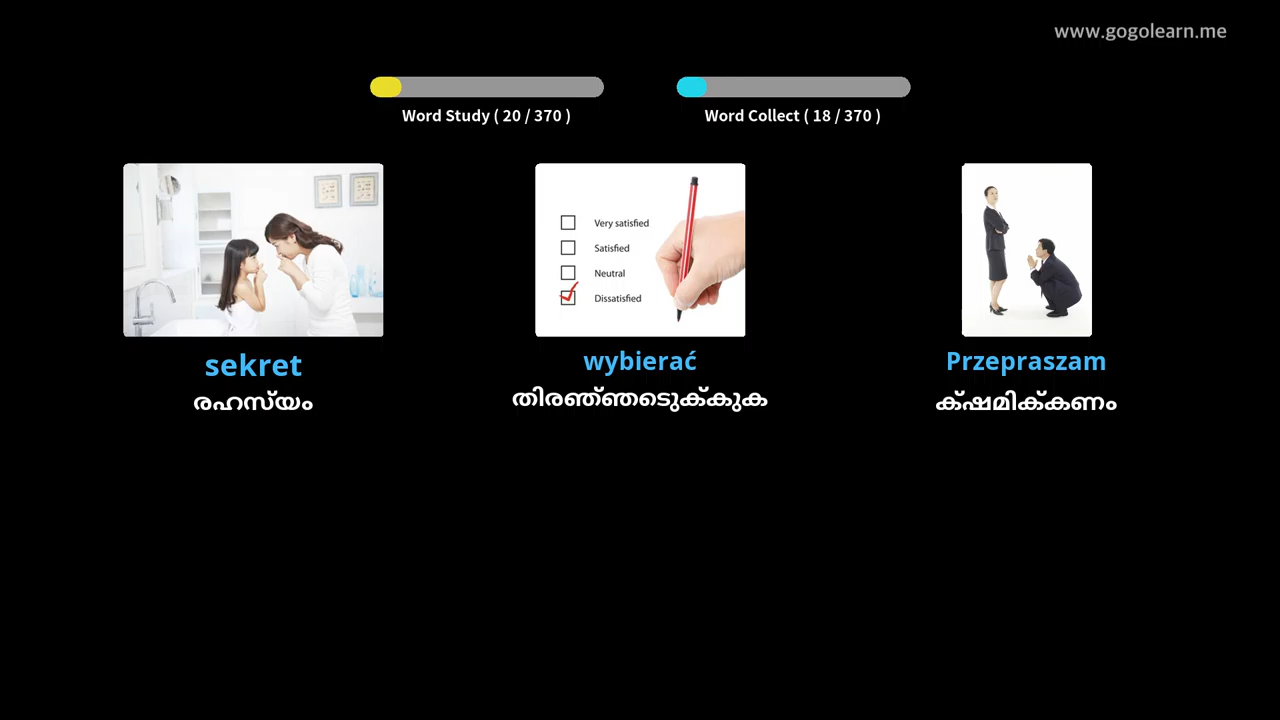 www.gogolearn.me
Word Study ( 20 / 370 )
Word Collect ( 18 / 370 )
Very satisfied
Satisfied
Neutral
Dissatisfied
sekret
wybierać
Przepraszam
രഹസ്യം
തിരഞ്ഞെടുക്കുക
ക്ഷമിക്കണം